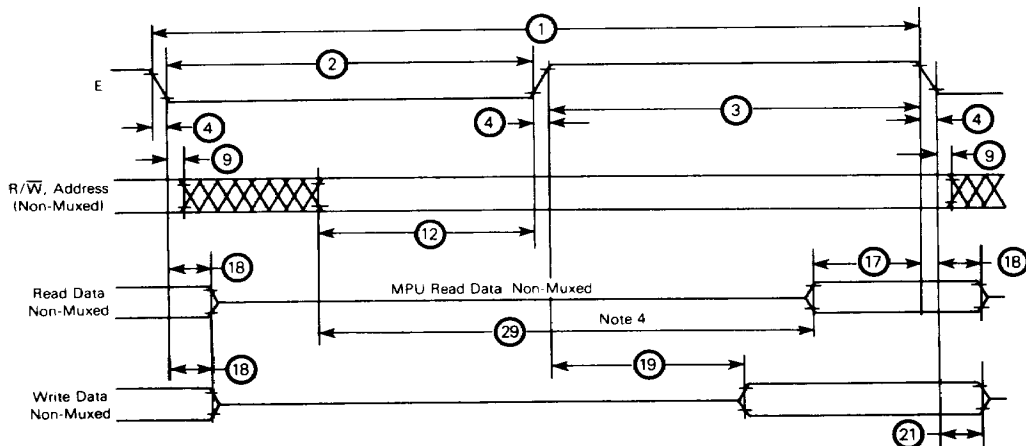 1
2
E
3
4
4
4
9
9
R/W̅, Address
(Non-Muxed)
12
18
17
18
Read Data
Non-Muxed
MPU Read Data Non-Muxed
Note 4
29
18
19
Write Data
Non-Muxed
21